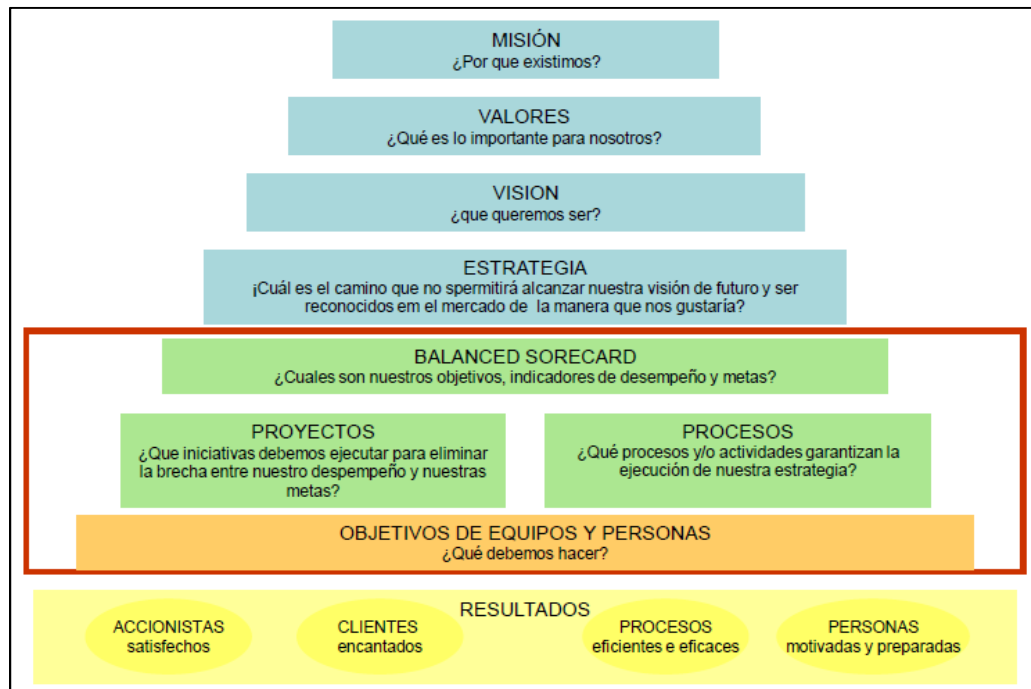 MISIÓN
¿Por que existimos?
VALORES
¿Qué es lo importante para nosotros?
VISION
¿que queremos ser?
ESTRATEGIA
¡Cuál es el camino que no spermitirá alcanzar nuestra visión de futuro y ser
reconocidos em el mercado de la manera que nos gustaría?
BALANCED SORECARD
¿Cuales son nuestros objetivos, indicadores de desempeño y metas?
PROYECTOS
¿Que iniciativas debemos ejecutar para eliminar
la brecha entre nuestro despempeño y nuestras
metas?
PROCESOS
¿Qué procesos y/o actividades garantizan la
ejecución de nuestra estrategia?
OBJETIVOS DE EQUIPOS Y PERSONAS
¿Qué debemos hacer?
RESULTADOS
ACCIONISTAS
satisfechos
CLIENTES
encantados
PROCESOS
eficientes e eficaces
PERSONAS
motivadas y preparadas